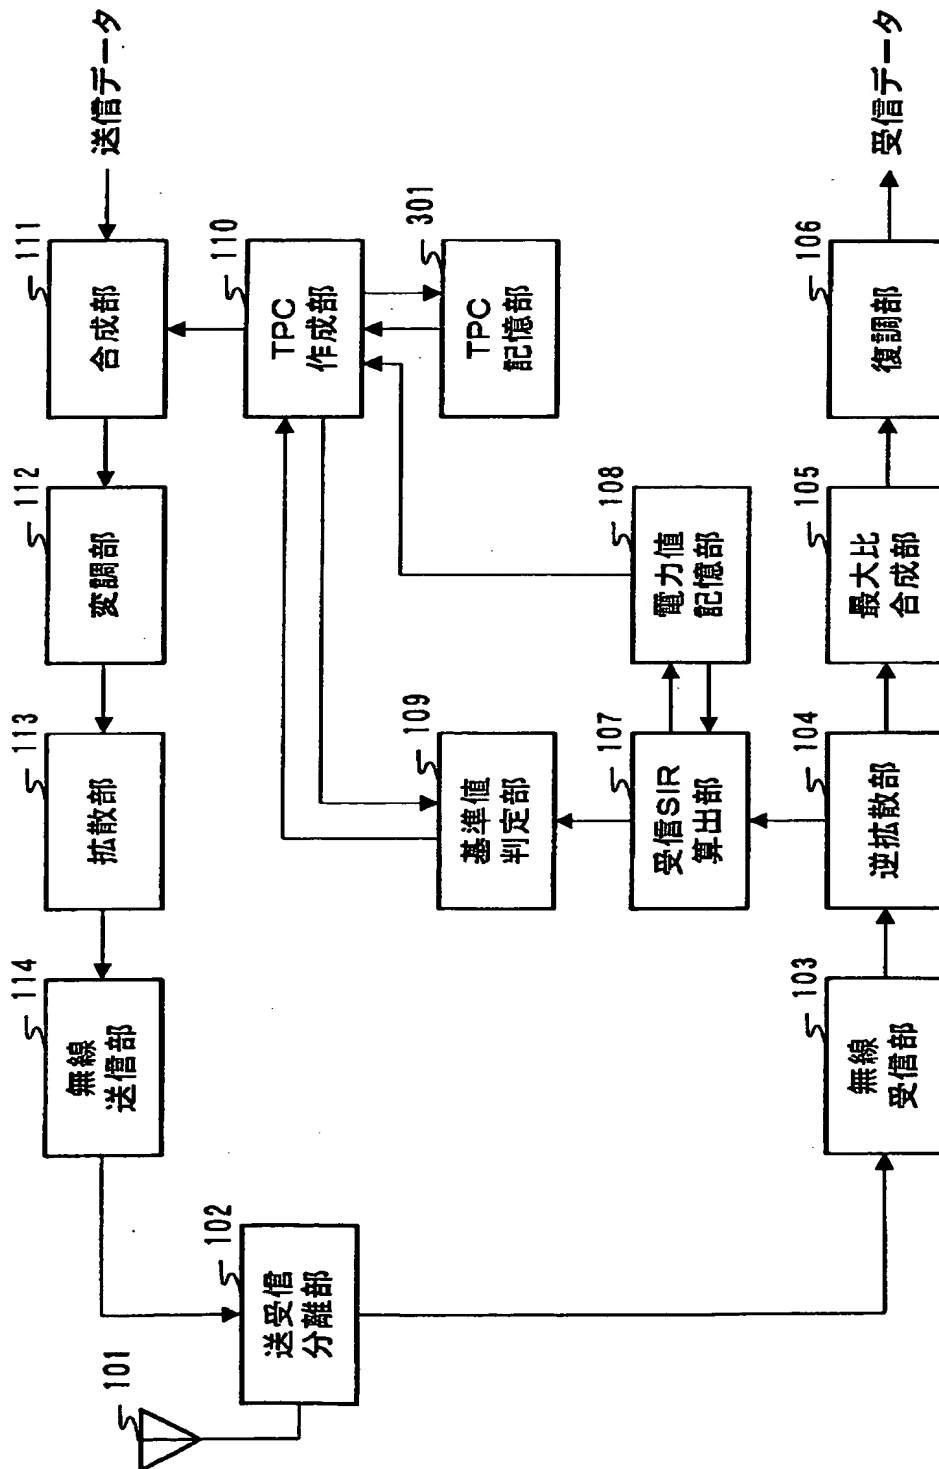 101
102
送受信
分離部
114
無線
送信部
113
拡散部
112
変調部
111
合成部
送信データ
110
TPC
作成部
301
TPC
記憶部
109
基準値
判定部
107
受信SIR
算出部
108
電力値
記憶部
103
無線
受信部
104
逆拡散部
105
最大比
合成部
106
復調部
受信データ